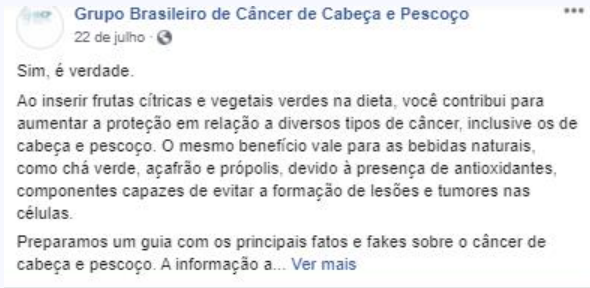 Grupo Brasileiro de Câncer de Cabeça e Pescoço
22 de julho ·
Sim, é verdade.
Ao inserir frutas cítricas e vegetais verdes na dieta, você contribui para
aumentar a proteção em relação a diversos tipos de câncer, inclusive os de
cabeça e pescoço. O mesmo benefício vale para as bebidas naturais,
como chá verde, açafrão e própolis, devido à presença de antioxidantes,
componentes capazes de evitar a formação de lesões e tumores nas
células.
Preparamos um guia com os principais fatos e fakes sobre o câncer de
cabeça e pescoço. A informação a... Ver mais